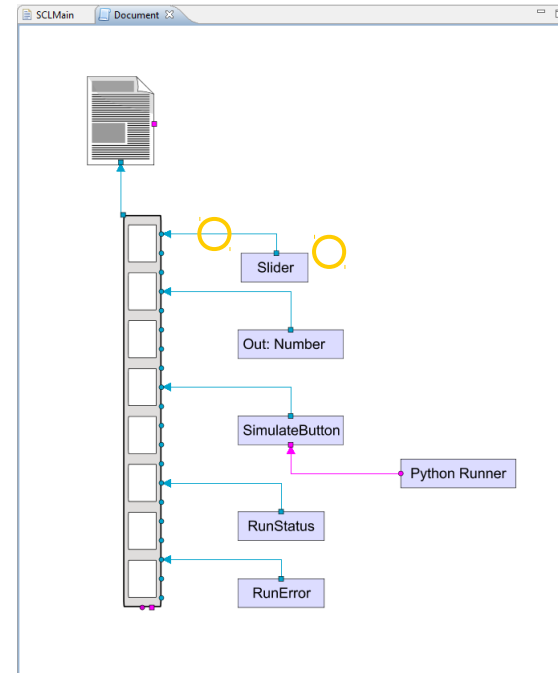 SCLMain
Document
Slider
Out: Number
SimulateButton
Python Runner
RunStatus
RunError